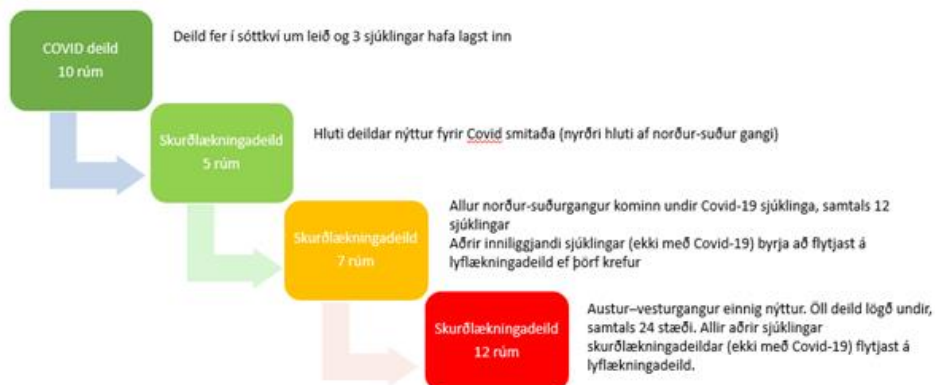 COVID deild
10 rúm
Deild fer í sóttkví um leið og 3 sjúklingar hafa lagst inn
Skurðlækningadeild
5 rúm
Hluti deildar nýttur fyrir Covid smitaða (nyrðri hluti af norður-suður gangi)
Skurðlækningadeild
7 rúm
Allur norður-suðurgangur kominn undir Covid-19 sjúklinga, samtals 12
sjúklingar
Aðrir inniliggjandi sjúklingar (ekki með Covid-19) byrja að flytjast á
lyflækningadeild ef þörf krefur
Skurðlækningadeild
12 rúm
Austur–vesturgangur einnig nýttur. Öll deild lögð undir,
samtals 24 stæði. Allir aðrir sjúklingar
skurðlækningadeildar (ekki með Covid-19) flytjast á
lyflækningadeild.